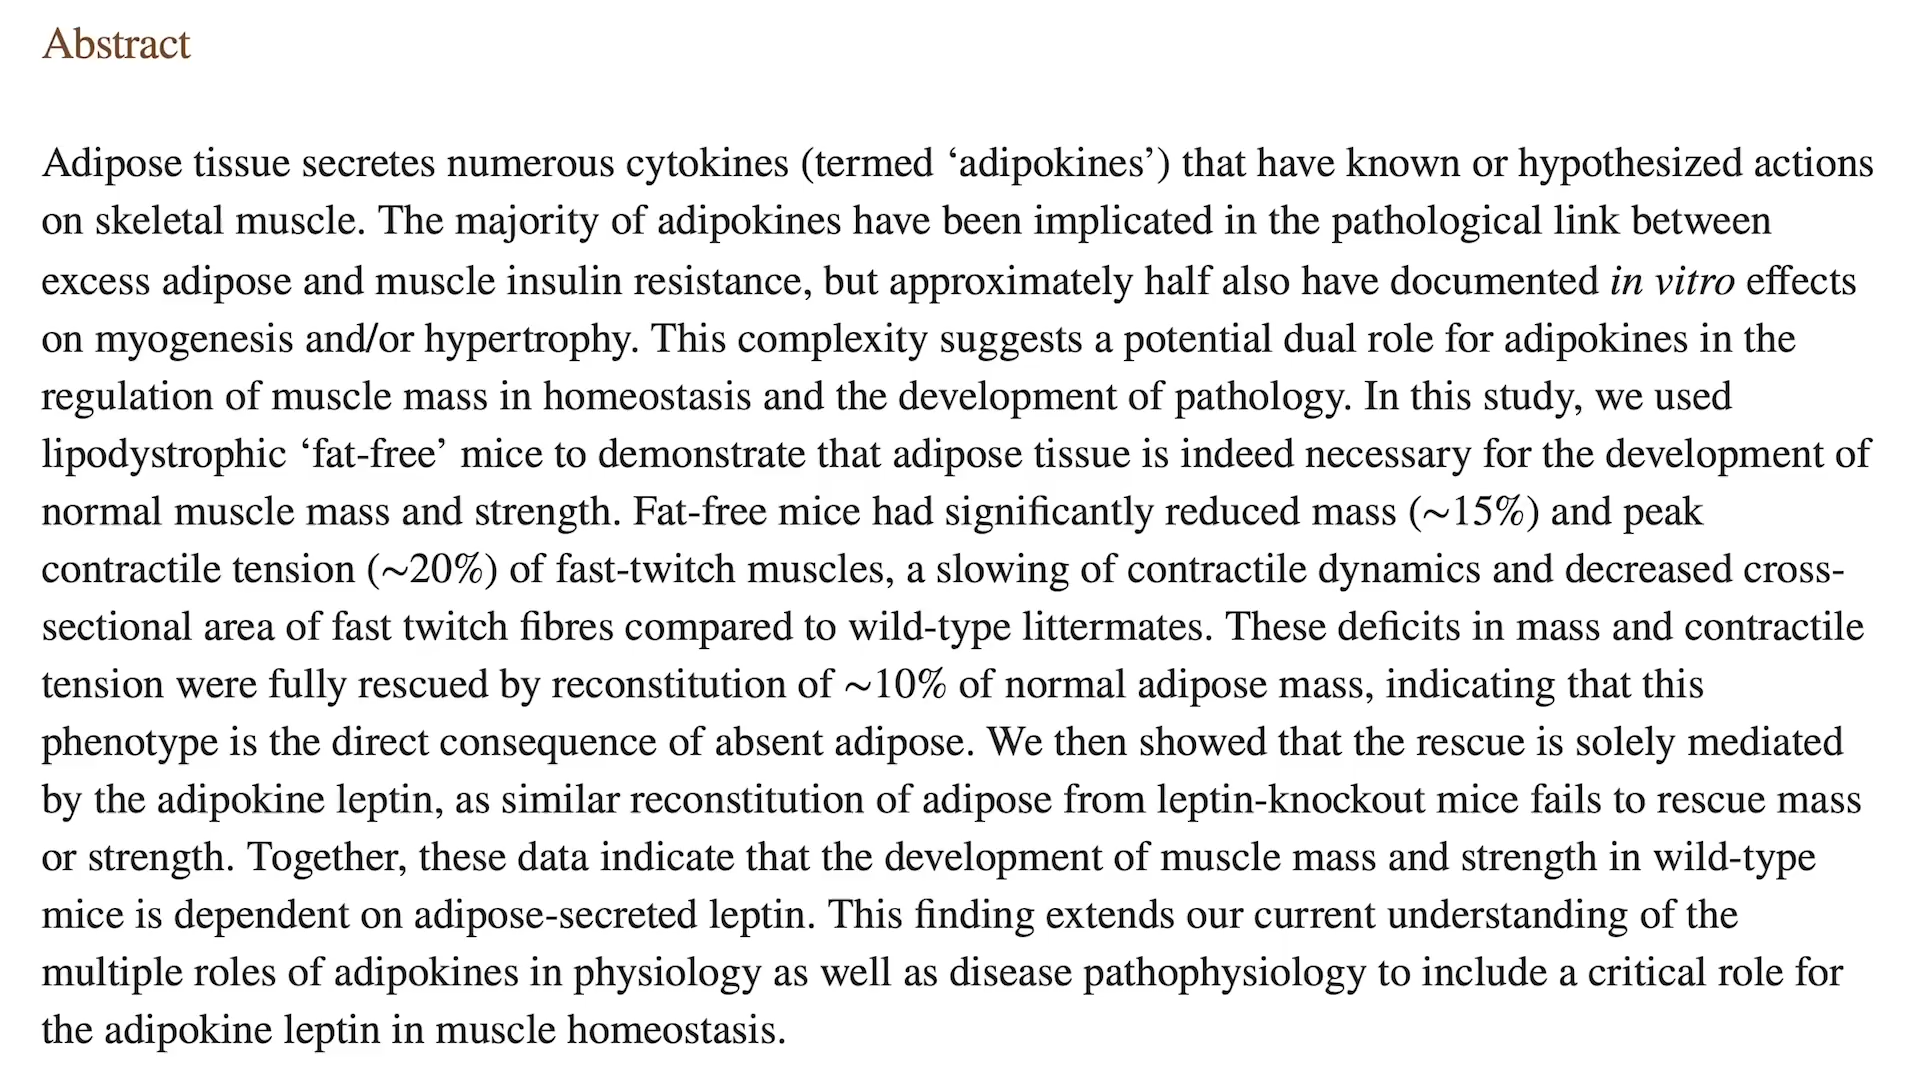 Abstract
Adipose tissue secretes numerous cytokines (termed ‘adipokines’) that have known or hypothesized actions
on skeletal muscle. The majority of adipokines have been implicated in the pathological link between
excess adipose and muscle insulin resistance, but approximately half also have documented in vitro effects
on myogenesis and/or hypertrophy. This complexity suggests a potential dual role for adipokines in the
regulation of muscle mass in homeostasis and the development of pathology. In this study, we used
lipodystrophic ‘fat-free’ mice to demonstrate that adipose tissue is indeed necessary for the development of
normal muscle mass and strength. Fat-free mice had significantly reduced mass (∼15%) and peak
contractile tension (∼20%) of fast-twitch muscles, a slowing of contractile dynamics and decreased cross-
sectional area of fast twitch fibres compared to wild-type littermates. These deficits in mass and contractile
tension were fully rescued by reconstitution of ∼10% of normal adipose mass, indicating that this
phenotype is the direct consequence of absent adipose. We then showed that the rescue is solely mediated
by the adipokine leptin, as similar reconstitution of adipose from leptin-knockout mice fails to rescue mass
or strength. Together, these data indicate that the development of muscle mass and strength in wild-type
mice is dependent on adipose-secreted leptin. This finding extends our current understanding of the
multiple roles of adipokines in physiology as well as disease pathophysiology to include a critical role for
the adipokine leptin in muscle homeostasis.